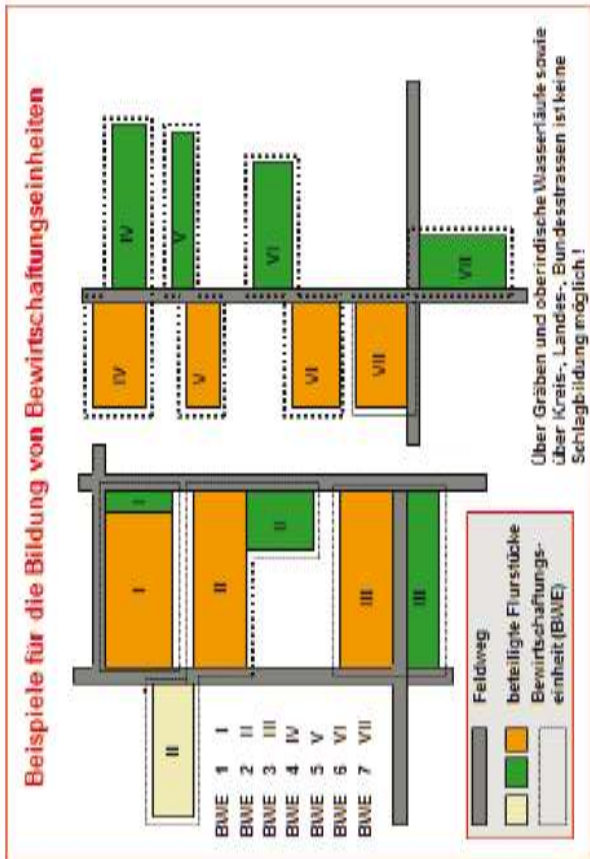 Beispiele für die Bildung von Bewirtschaftungseinheiten
I
I
II
II
II
III
III
IV
IV
V
V
VI
VI
VII
VII
BWE 1 I
BWE 2 II
BWE 3 III
BWE 4 IV
BWE 5 V
BWE 6 VI
BWE 7 VII
Feldweg
beteiligte Flurstücke
Bewirtschaftungs-
einheit (BWE)
Über Gräben und oberirdische Wasserläufe sowie
über Kreis-, Landes-, Bundesstrassen ist keine
Schlagbildung möglich !